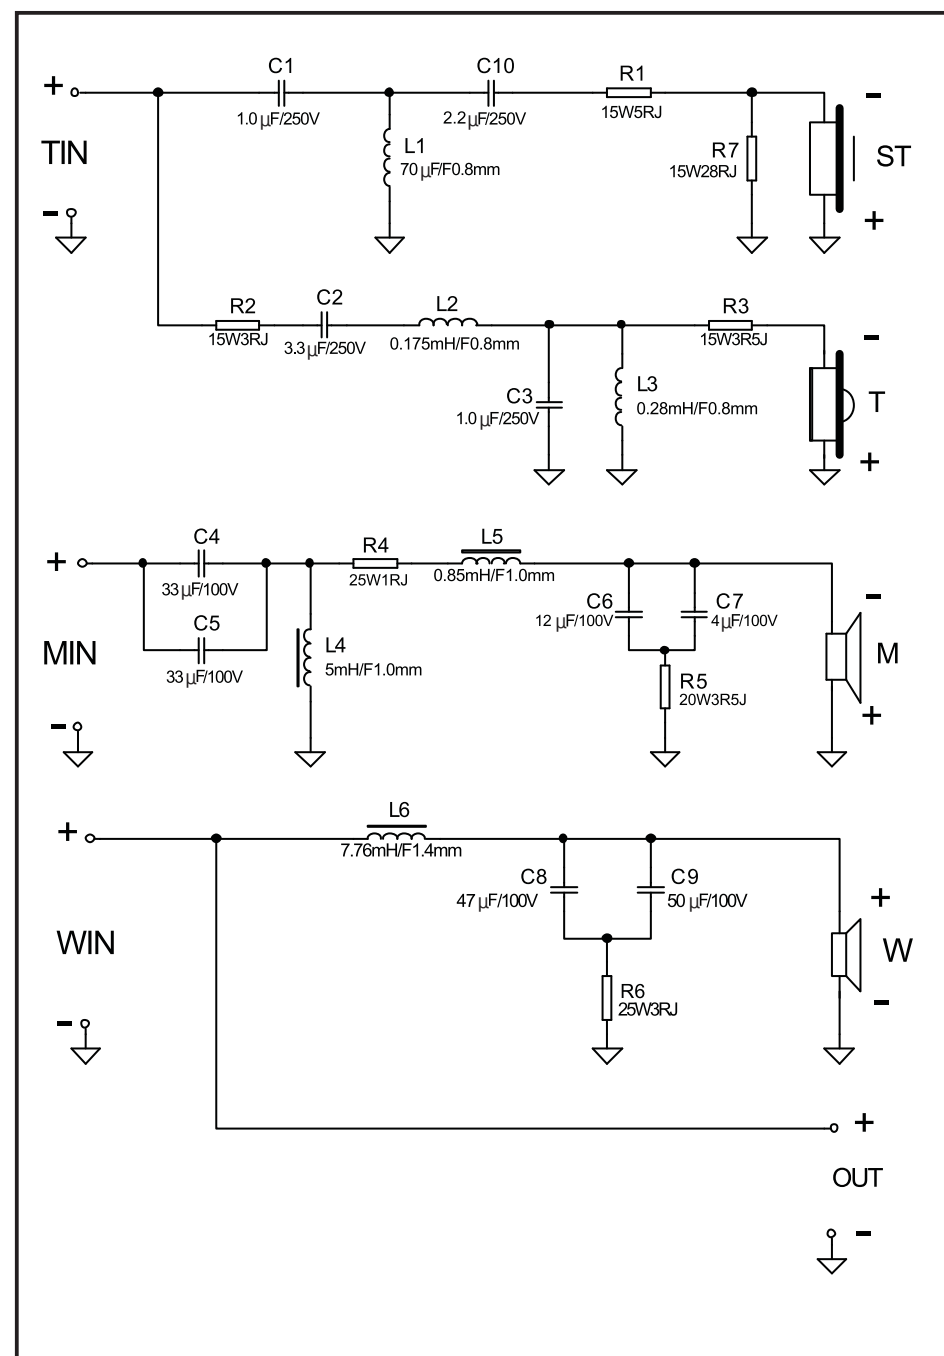 C1 C10 R1
+ -
1.0 μF/250V 2.2 μF/250V 15W5RJ
TIN L1 R7 ST
70 μF/F0.8mm 15W28RJ
- +
R2 C2 L2 R3
15W3RJ 3.3 μF/250V 0.175mH/F0.8mm 15W3R5J -
C3 L3 T
1.0 μF/250V 0.28mH/F0.8mm
+
C4 R4 L5
+
33 μF/100V 25W1RJ 0.85mH/F1.0mm
C5 C6 C7 -
12 μF/100V 4 μF/100V
MIN L4 M
33 μF/100V 5mH/F1.0mm R5
20W3R5J
- +
L6
+
7.76mH/F1.4mm
C8 C9 +
47 μF/100V 50 μF/100V
WIN W
R6 -
25W3RJ
-
+
OUT
-